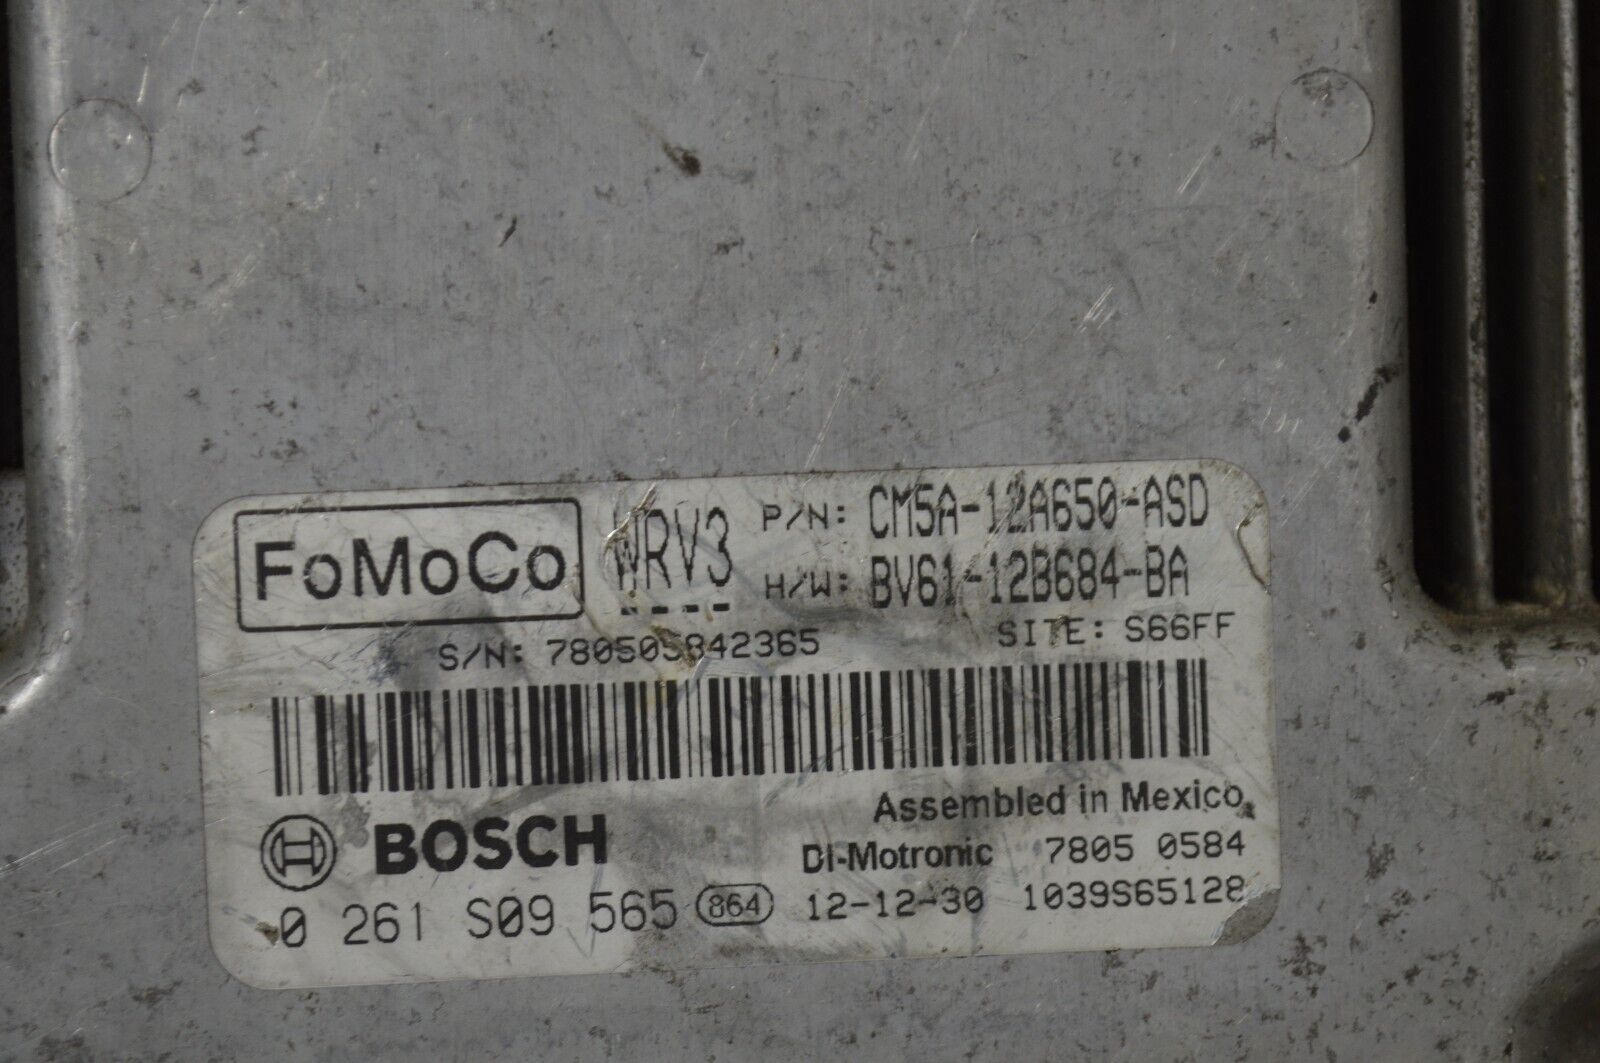 FoMoCo WRV3 P/N: CM5A-12A650-ASD
H/W: BV61-12B684-BA
S/N: 780505842365 SITE: S66FF
Assembled in Mexico
BOSCH DI-Motronic 7805 0584
0 261 S09 565 864 12-12-30 1039S65128